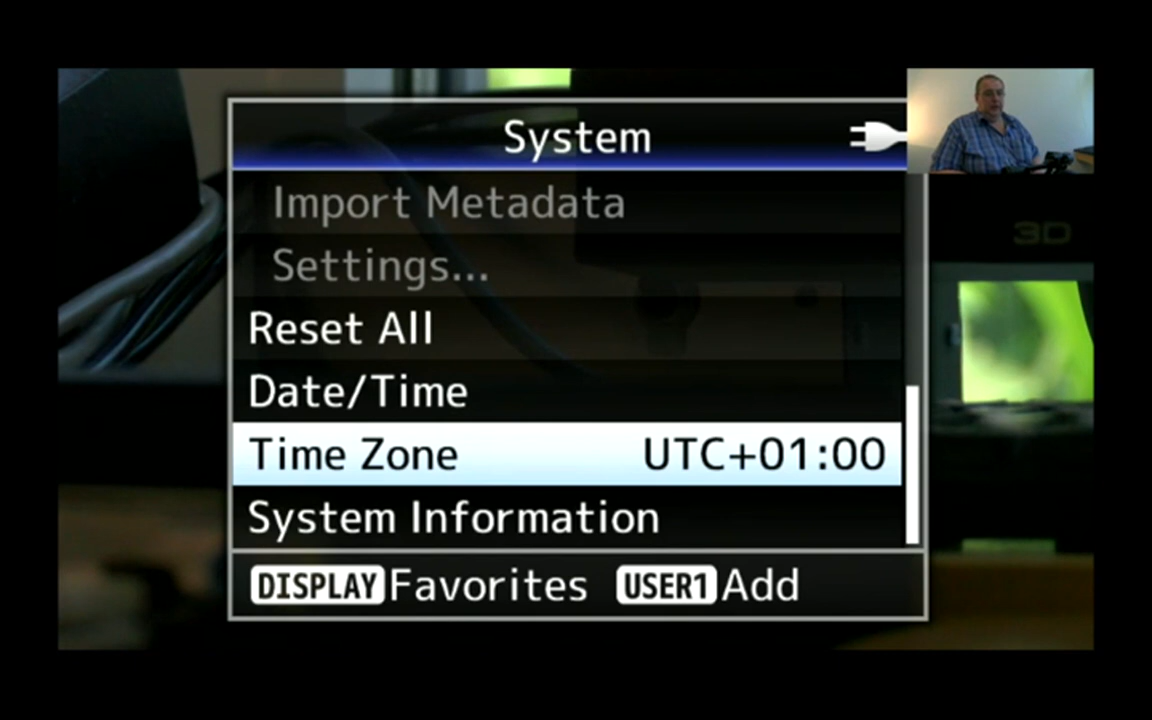 System
Import Metadata
3D
Settings...
Reset All
Date/Time
Time Zone UTC+01:00
System Information
DISPLAY Favorites USER1 Add